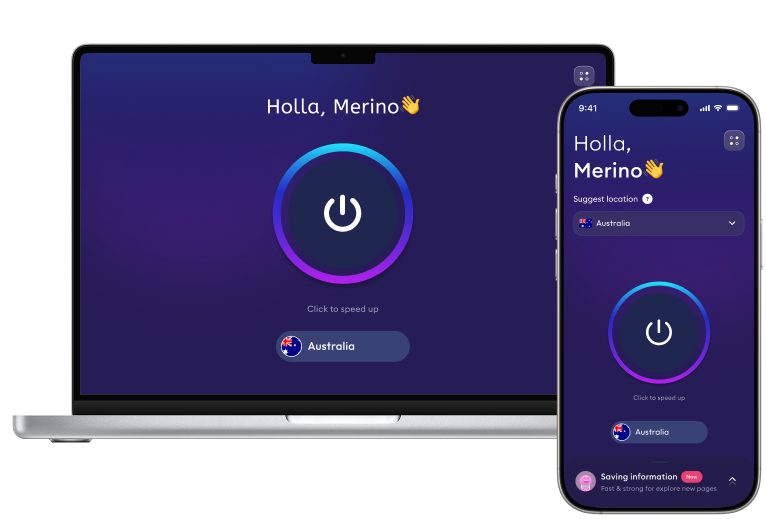 Holla, Merino👋
Click to speed up
Australia
9:41
Holla,
Merino👋
Suggest location ?
Australia
Click to speed up
Australia
Saving information New
Fast & strong for explore new pages